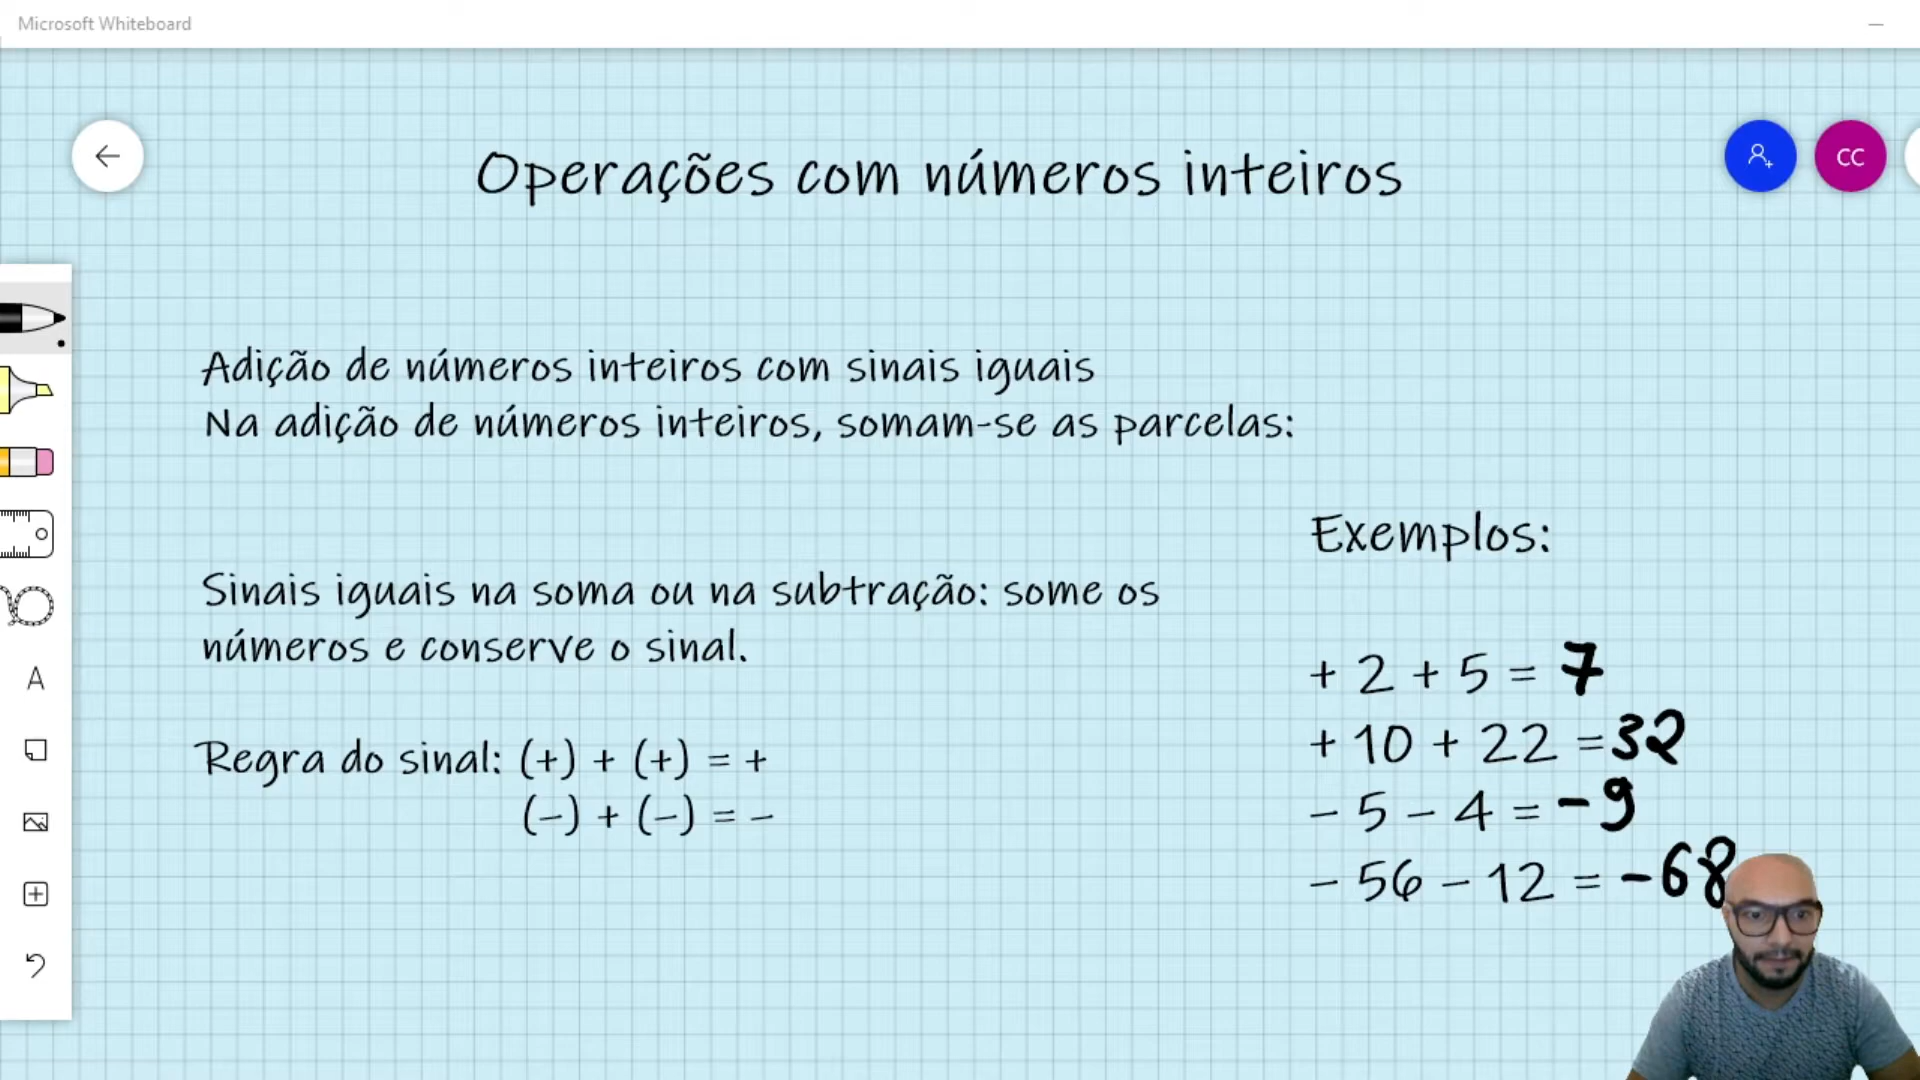 Microsoft Whiteboard
Operações com números inteiros
CC
Adição de números inteiros com sinais iguais
Na adição de números inteiros, somam-se as parcelas:
Exemplos:
Sinais iguais na soma ou na subtração: some os
números e conserve o sinal.
+ 2 + 5 = 7
+ 10 + 22 = 32
- 5 - 4 = -9
- 56 - 12 = -68
Regra do sinal: (+) + (+) = +
(-) + (-) = -
A